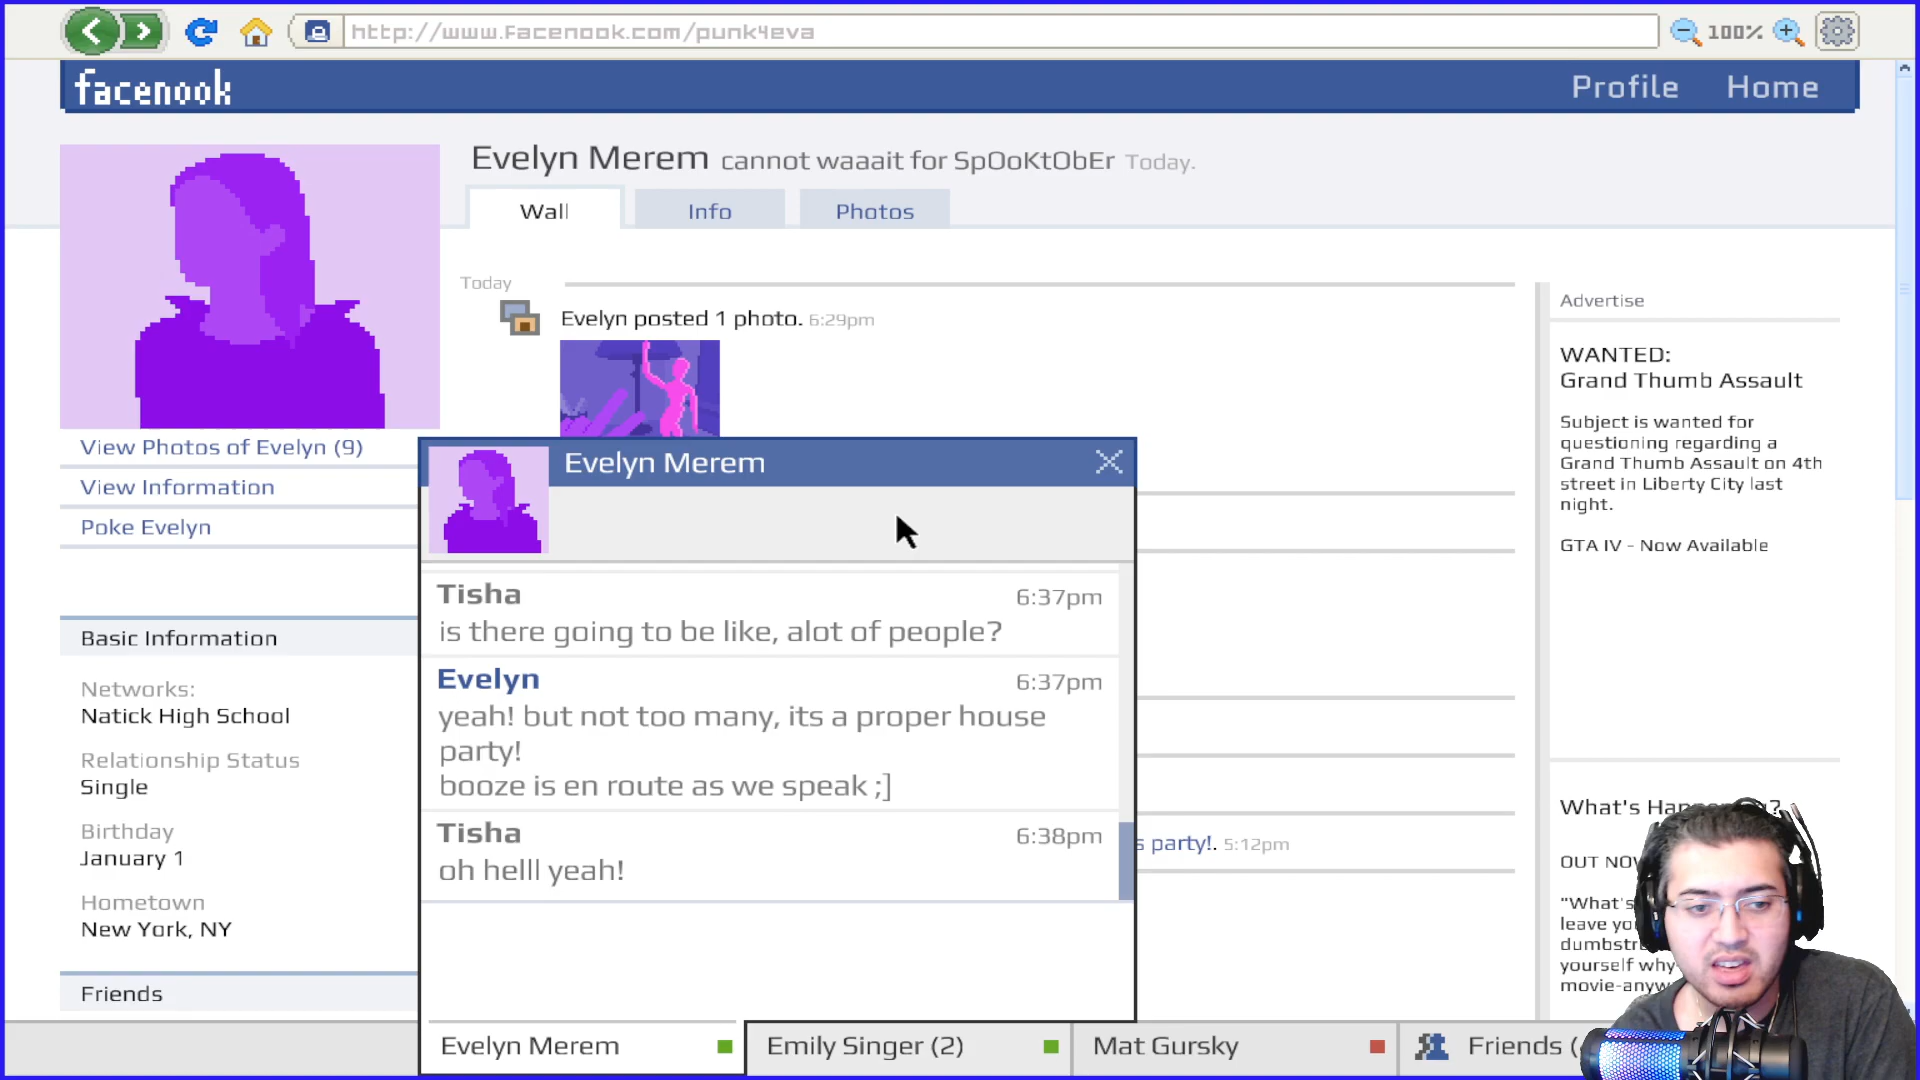 http://www.facenook.com/punk4eva
100%
facenook
Profile
Home
Evelyn Merem cannot waaait for SpOoKtObEr Today.
Wall
Info
Photos
Today
Evelyn posted 1 photo. 6:29pm
View Photos of Evelyn (9)
View Information
Poke Evelyn
Basic Information
Networks:
Natick High School
Relationship Status
Single
Birthday
January 1
Hometown
New York, NY
Friends
Evelyn Merem
Tisha 6:37pm
is there going to be like, alot of people?
Evelyn 6:37pm
yeah! but not too many, its a proper house
party!
booze is en route as we speak ;]
Tisha 6:38pm
oh helll yeah!
party!. 5:12pm
Advertise
WANTED:
Grand Thumb Assault
Subject is wanted for
questioning regarding a
Grand Thumb Assault on 4th
street in Liberty City last
night.
GTA IV - Now Available
What's
OUT
"What's
leave
yourself why
Evelyn Merem
Emily Singer (2)
Mat Gursky
Friends